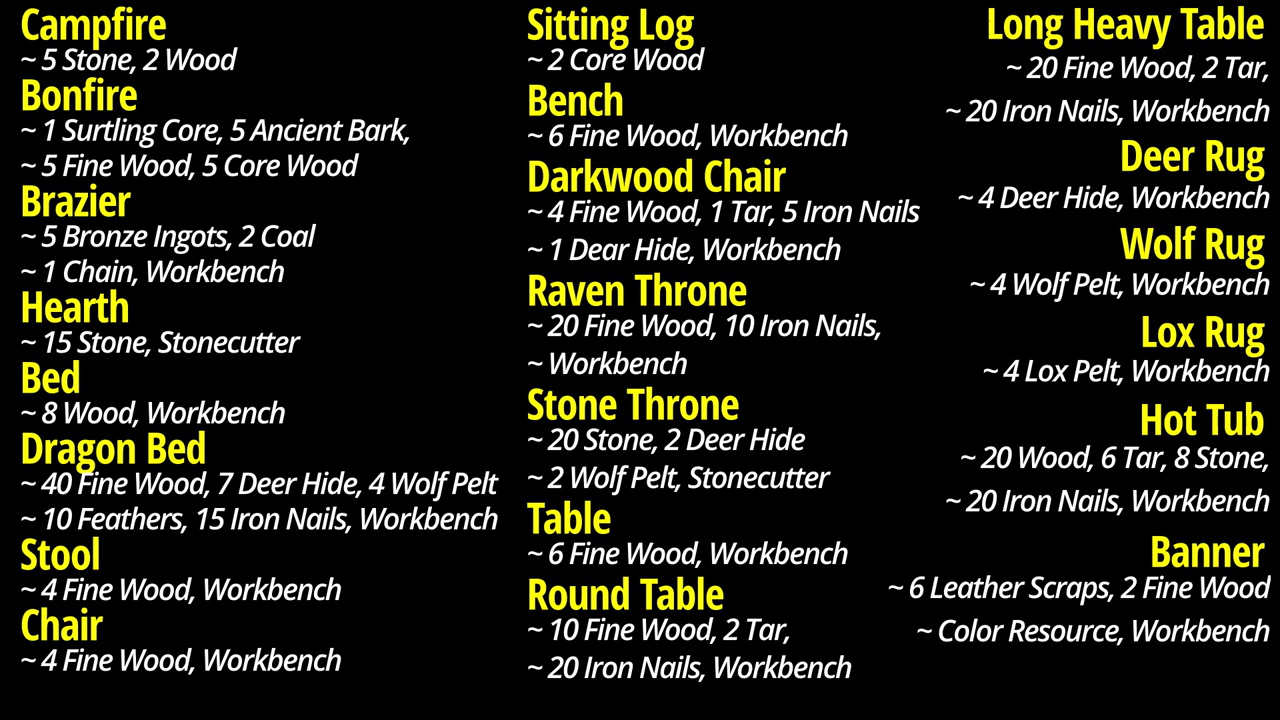 Campfire
~ 5 Stone, 2 Wood
Bonfire
~ 1 Surtling Core, 5 Ancient Bark,
~ 5 Fine Wood, 5 Core Wood
Brazier
~ 5 Bronze Ingots, 2 Coal
~ 1 Chain, Workbench
Hearth
~ 15 Stone, Stonecutter
Bed
~ 8 Wood, Workbench
Dragon Bed
~ 40 Fine Wood, 7 Deer Hide, 4 Wolf Pelt
~ 10 Feathers, 15 Iron Nails, Workbench
Stool
~ 4 Fine Wood, Workbench
Chair
~ 4 Fine Wood, Workbench
Sitting Log
~ 2 Core Wood
Bench
~ 6 Fine Wood, Workbench
Darkwood Chair
~ 4 Fine Wood, 1 Tar, 5 Iron Nails
~ 1 Dear Hide, Workbench
Raven Throne
~ 20 Fine Wood, 10 Iron Nails,
~ Workbench
Stone Throne
~ 20 Stone, 2 Deer Hide
~ 2 Wolf Pelt, Stonecutter
Table
~ 6 Fine Wood, Workbench
Round Table
~ 10 Fine Wood, 2 Tar,
~ 20 Iron Nails, Workbench
Long Heavy Table
~ 20 Fine Wood, 2 Tar,
~ 20 Iron Nails, Workbench
Deer Rug
~ 4 Deer Hide, Workbench
Wolf Rug
~ 4 Wolf Pelt, Workbench
Lox Rug
~ 4 Lox Pelt, Workbench
Hot Tub
~ 20 Wood, 6 Tar, 8 Stone,
~ 20 Iron Nails, Workbench
Banner
~ 6 Leather Scraps, 2 Fine Wood
~ Color Resource, Workbench